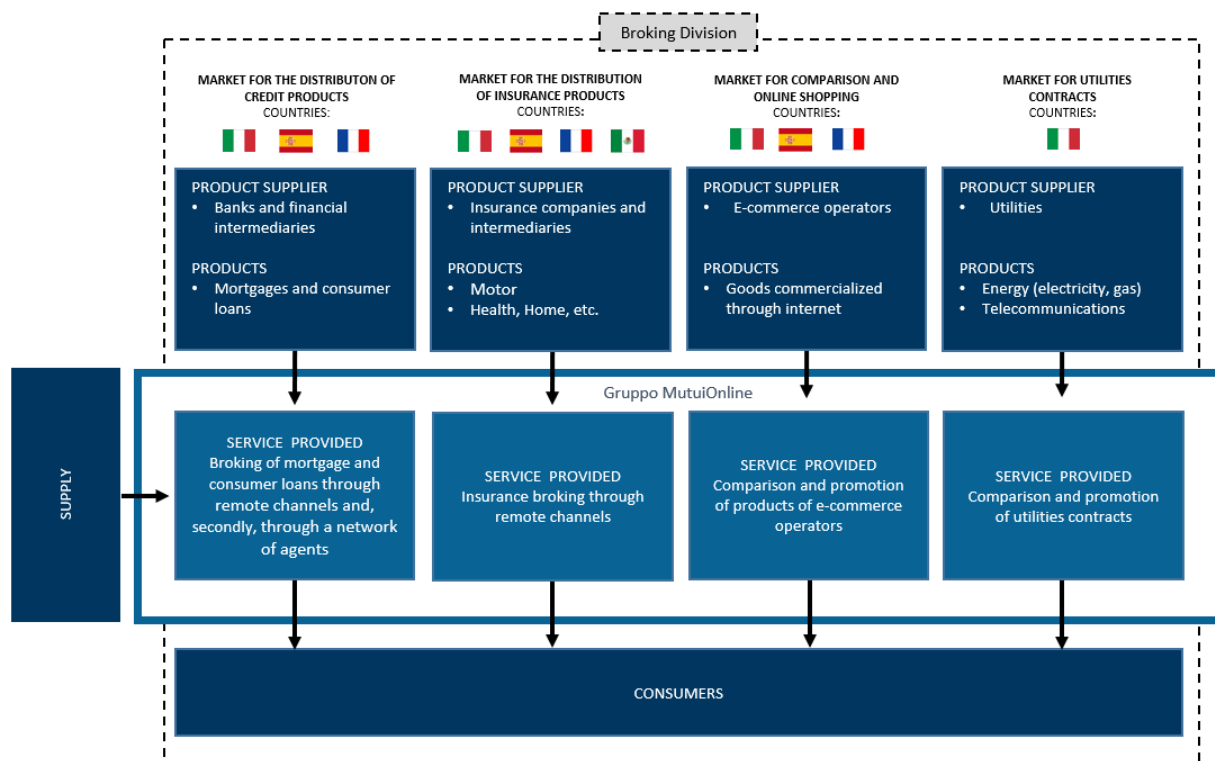 Broking Division
MARKET FOR THE DISTRIBUTON OF
CREDIT PRODUCTS
COUNTRIES:
MARKET FOR THE DISTRIBUTION
OF INSURANCE PRODUCTS
COUNTRIES:
MARKET FOR COMPARISON AND
ONLINE SHOPPING
COUNTRIES:
MARKET FOR UTILITIES
CONTRACTS
COUNTRIES:
PRODUCT SUPPLIER
• Banks and financial
intermediaries
PRODUCTS
• Mortgages and consumer
loans
PRODUCT SUPPLIER
• Insurance companies and
intermediaries
PRODUCTS
• Motor
• Health, Home, etc.
PRODUCT SUPPLIER
• E-commerce operators
PRODUCTS
• Goods commercialized
through internet
PRODUCT SUPPLIER
• Utilities
PRODUCTS
• Energy (electricity, gas)
• Telecommunications
Gruppo MutuiOnline
SUPPLY
SERVICE PROVIDED
Broking of mortgage and
consumer loans through
remote channels and,
secondly, through a network
of agents
SERVICE PROVIDED
Insurance broking through
remote channels
SERVICE PROVIDED
Comparison and promotion
of products of e-commerce
operators
SERVICE PROVIDED
Comparison and promotion
of utilities contracts
CONSUMERS